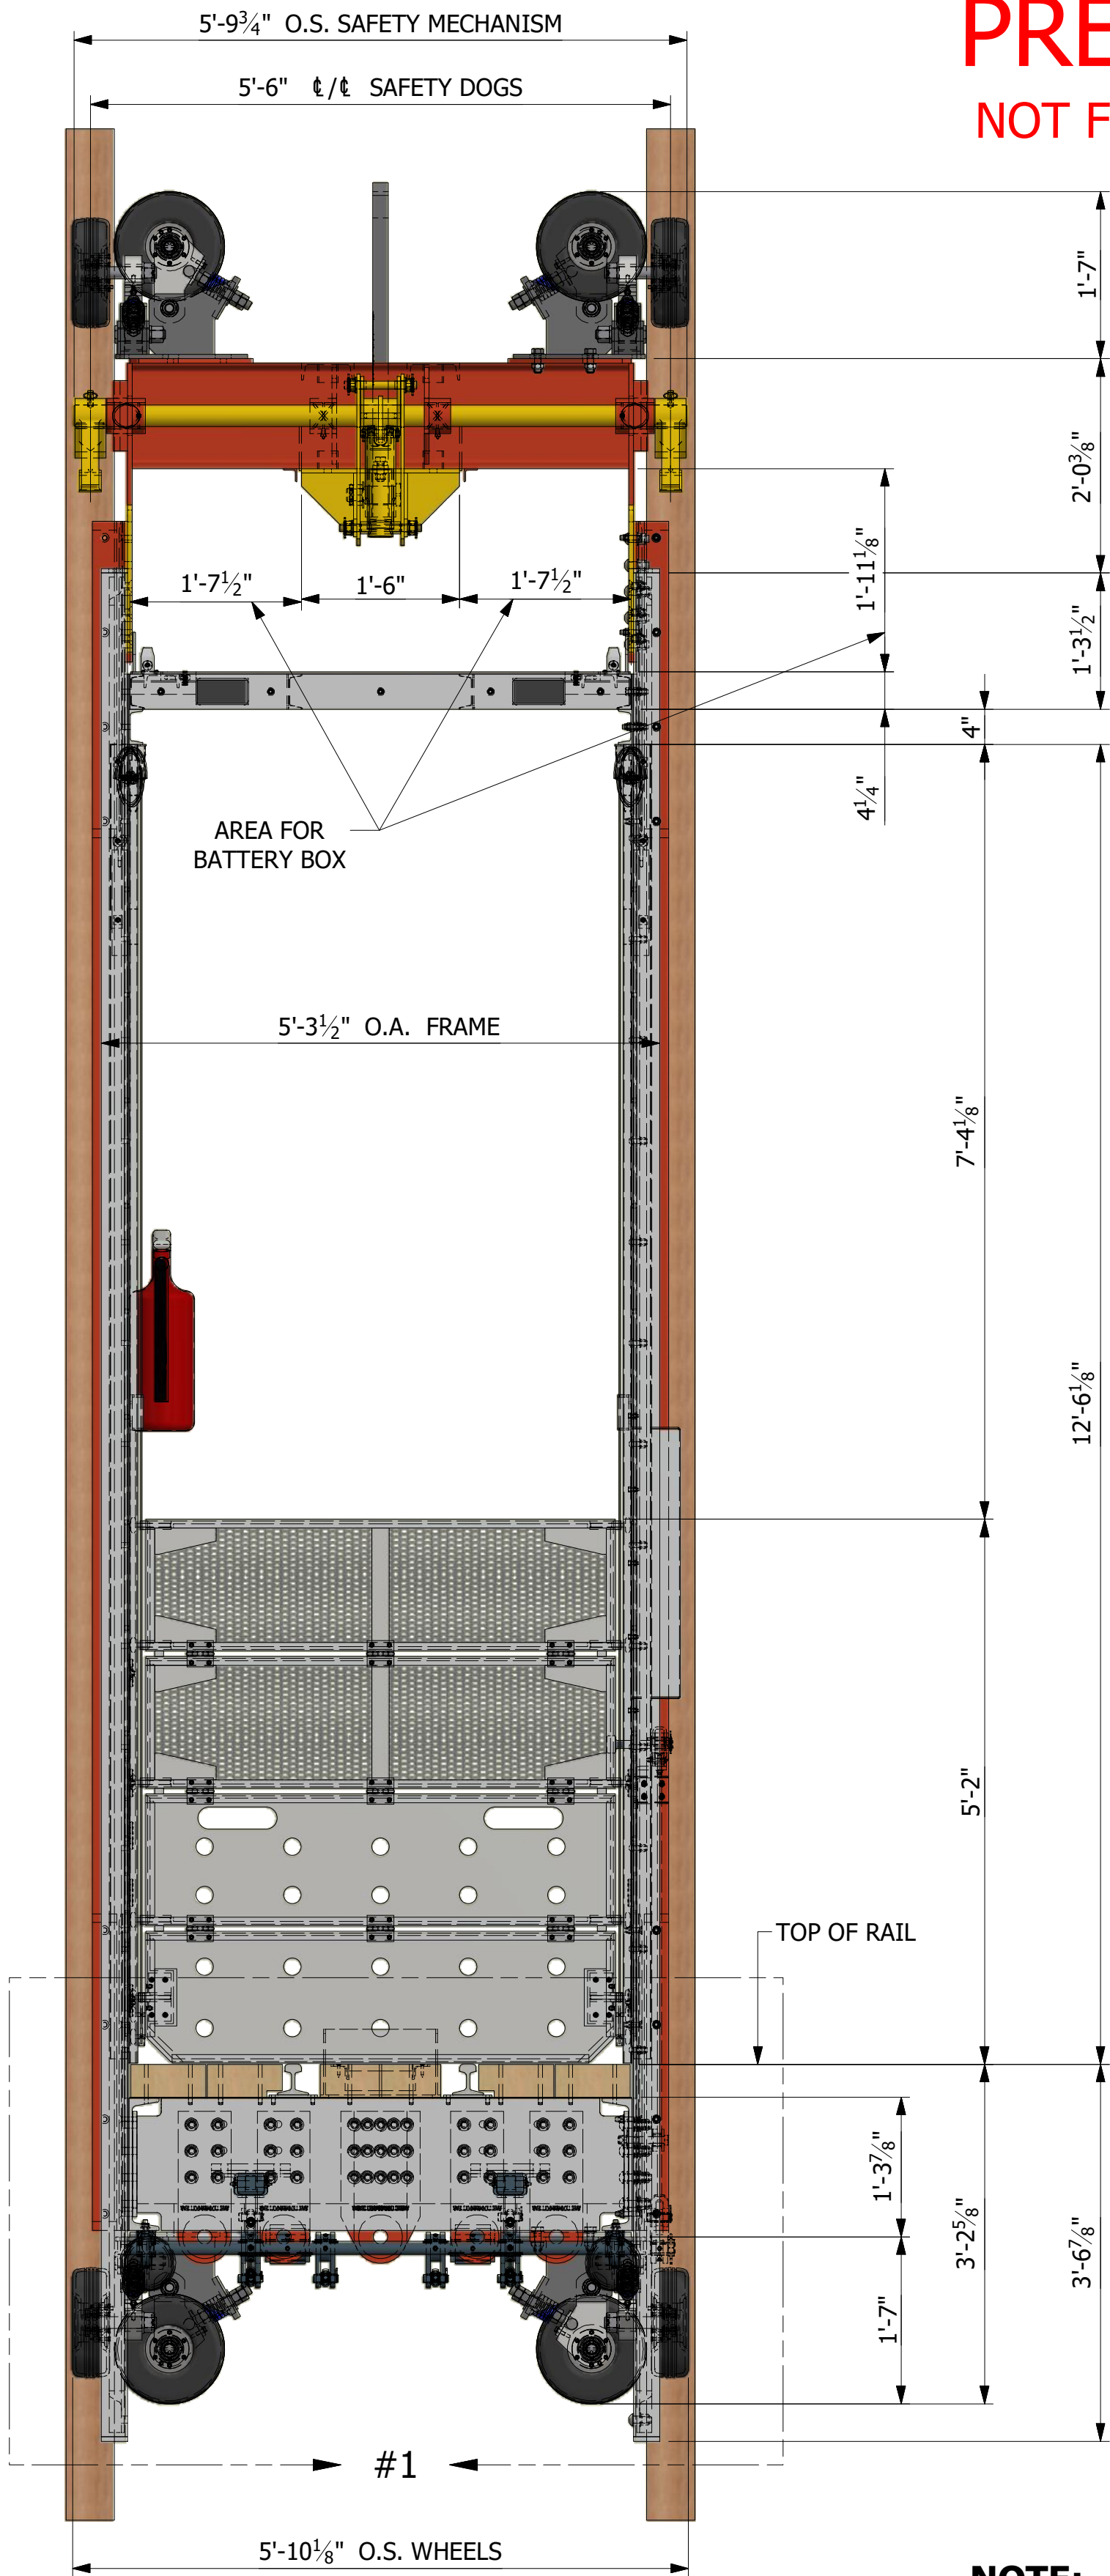 5'-9¾" O.S. SAFETY MECHANISM
PRE
5'-6" ℄/℄ SAFETY DOGS
NOT F
1'-7"
2'-0⅜"
1'-11⅛"
1'-7½"
1'-6"
1'-7½"
1'-3½"
4"
4¼"
AREA FOR
BATTERY BOX
5'-3½" O.A. FRAME
7'-4⅛"
12'-6⅛"
5'-2"
TOP OF RAIL
1'-3⅞"
3'-2⅝"
3'-6⅞"
1'-7"
#1
5'-10⅛" O.S. WHEELS
NOTE: